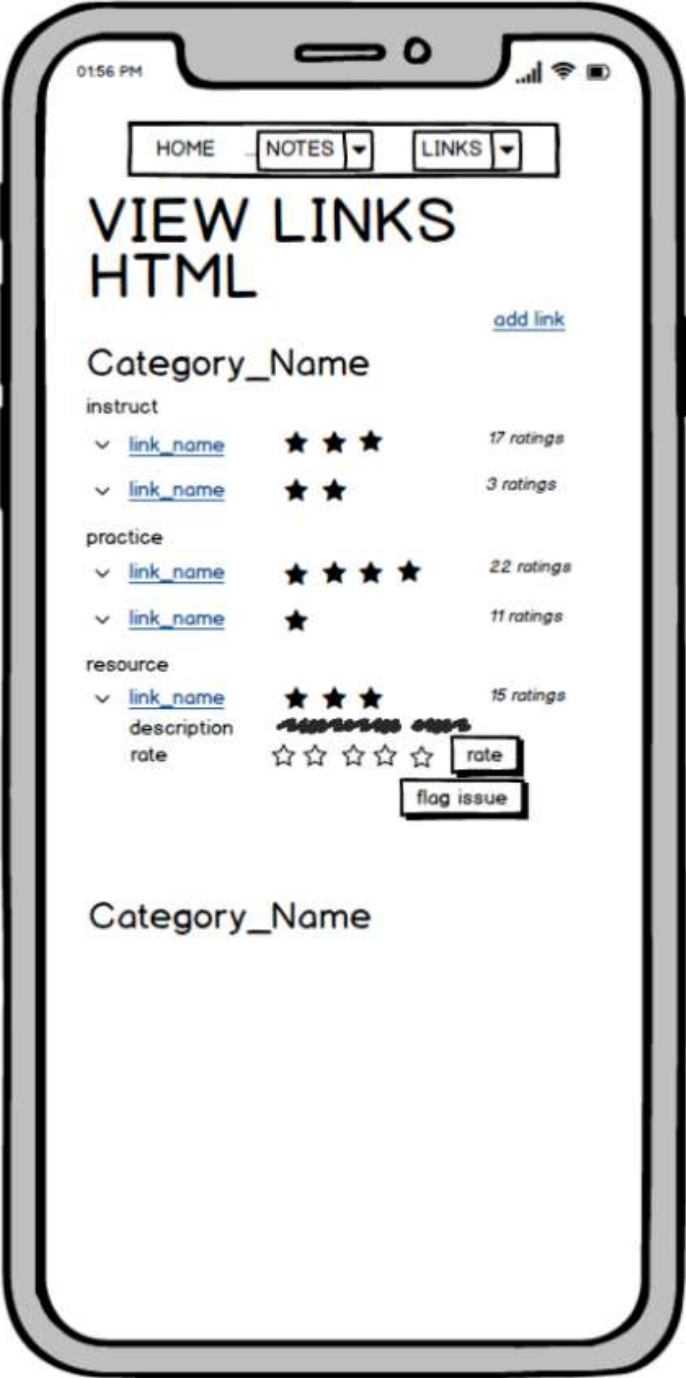 01:56 PM
HOME NOTES LINKS
VIEW LINKS
HTML
add link
Category_Name
instruct
link_name 17 ratings
link_name 3 ratings
practice
link_name 22 ratings
link_name 11 ratings
resource
link_name 15 ratings
description
rate rate
flag issue
Category_Name